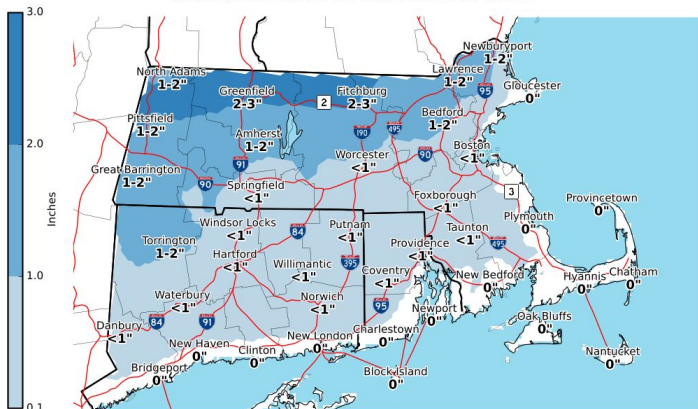 3.0
2.0
1.0
0.1
Inches
Newburyport
1-2"
North Adams
1-2"
Lawrence
1-2"
Greenfield
2-3"
Fitchburg
2-3"
95
Gloucester
0"
2
Pittsfield
1-2"
Bedford
1-2"
Amherst
1-2"
190
495
Boston
<1"
Worcester
<1"
90
91
Great Barrington
1-2"
90
Springfield
<1"
3
Foxborough
<1"
Provincetown
0"
Plymouth
0"
Windsor Locks
<1"
84
Putnam
<1"
Taunton
<1"
495
Torrington
1-2"
Hartford
<1"
Providence
<1"
Willimantic
<1"
395
Coventry
<1"
New Bedford
0"
Hyannis
0"
Chatham
0"
Waterbury
<1"
Norwich
<1"
95
Newport
0"
Danbury
<1"
84
91
Oak Bluffs
0"
Charlestown
0"
New London
0"
New Haven
0"
Clinton
0"
Nantucket
0"
Bridgeport
0"
Block Island
0"